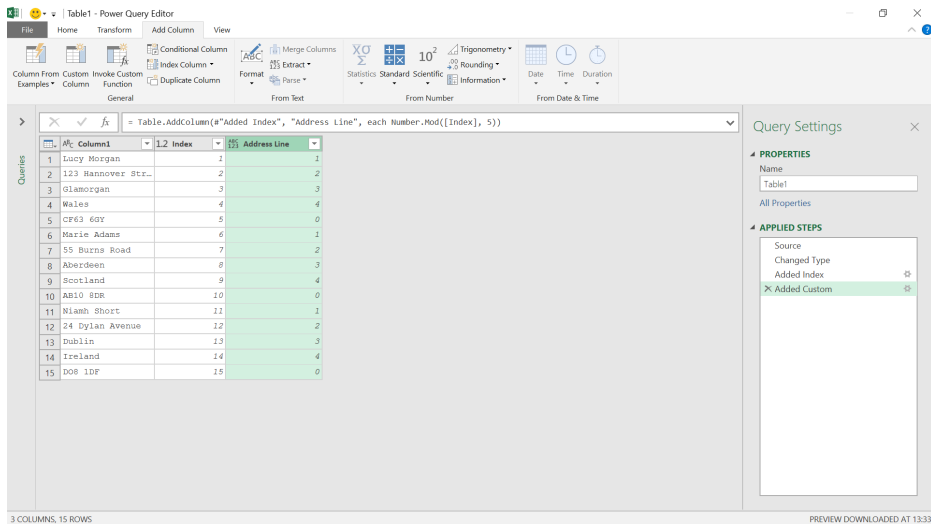 Table1 - Power Query Editor
File Home Transform Add Column View
Column From Examples
Custom Column
Invoke Custom Function
Conditional Column
Index Column
Duplicate Column
General
Format
Merge Columns
Extract
Parse
From Text
Statistics
Standard
Scientific
Trigonometry
Rounding
Information
From Number
Date
Time
Duration
From Date & Time
= Table.AddColumn(#"Added Index", "Address Line", each Number.Mod([Index], 5))
Queries
Column1 1.2 Index Address Line
1 Lucy Morgan 1 1
2 123 Hannover Str... 2 2
3 Glamorgan 3 3
4 Wales 4 4
5 CF63 6GY 5 0
6 Marie Adams 6 1
7 55 Burns Road 7 2
8 Aberdeen 8 3
9 Scotland 9 4
10 AB10 8DR 10 0
11 Niamh Short 11 1
12 24 Dylan Avenue 12 2
13 Dublin 13 3
14 Ireland 14 4
15 D08 1DF 15 0
Query Settings
PROPERTIES
Name
Table1
All Properties
APPLIED STEPS
Source
Changed Type
Added Index
Added Custom
3 COLUMNS, 15 ROWS
PREVIEW DOWNLOADED AT 13:33